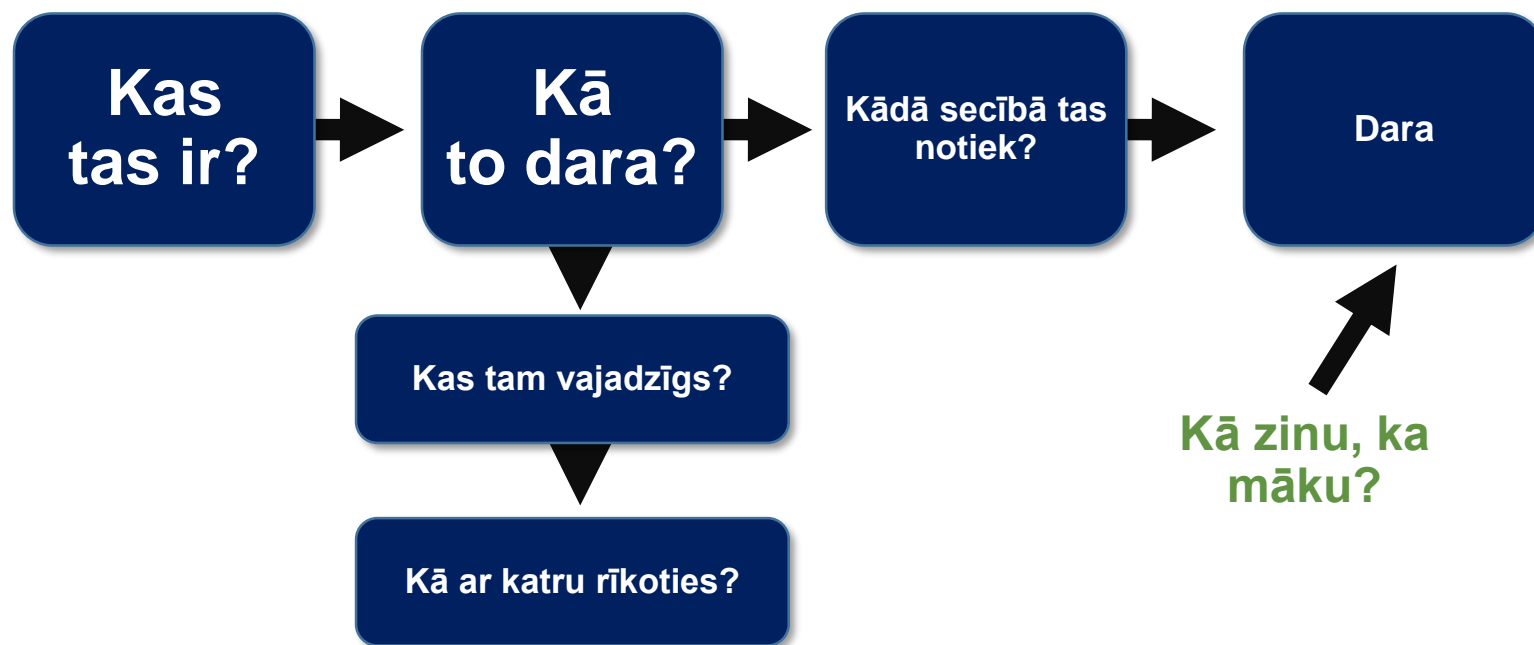 Kas
tas ir?
Kā
to dara?
Kādā secībā tas
notiek?
Dara
Kas tam vajadzīgs?
Kā ar katru rīkoties?
Kā zinu, ka
māku?